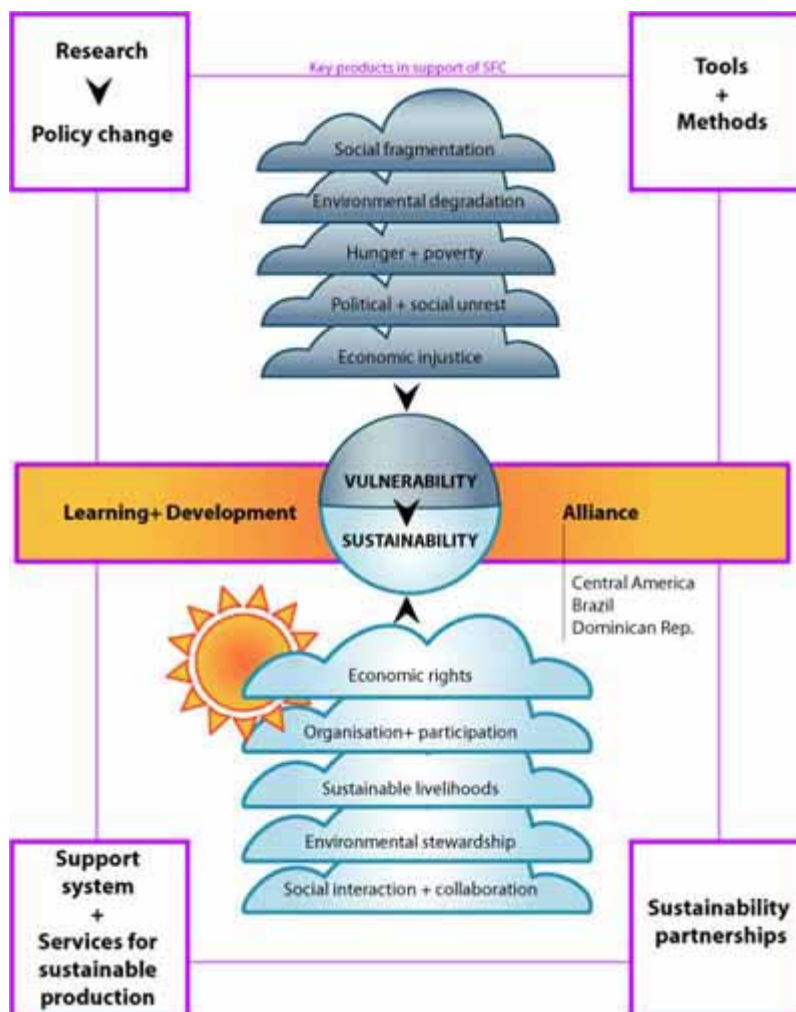 Research
Policy change
Key products in support of SFC
Tools
+
Methods
Social fragmentation
Environmental degradation
Hunger + poverty
Political + social unrest
Economic injustice
Learning+ Development
VULNERABILITY
SUSTAINABILITY
Alliance
Central America
Brazil
Dominican Rep.
Economic rights
Organisation+ participation
Sustainable livelihoods
Environmental stewardship
Social interaction + collaboration
Support
system
+
Services for
sustainable
production
Sustainability
partnerships